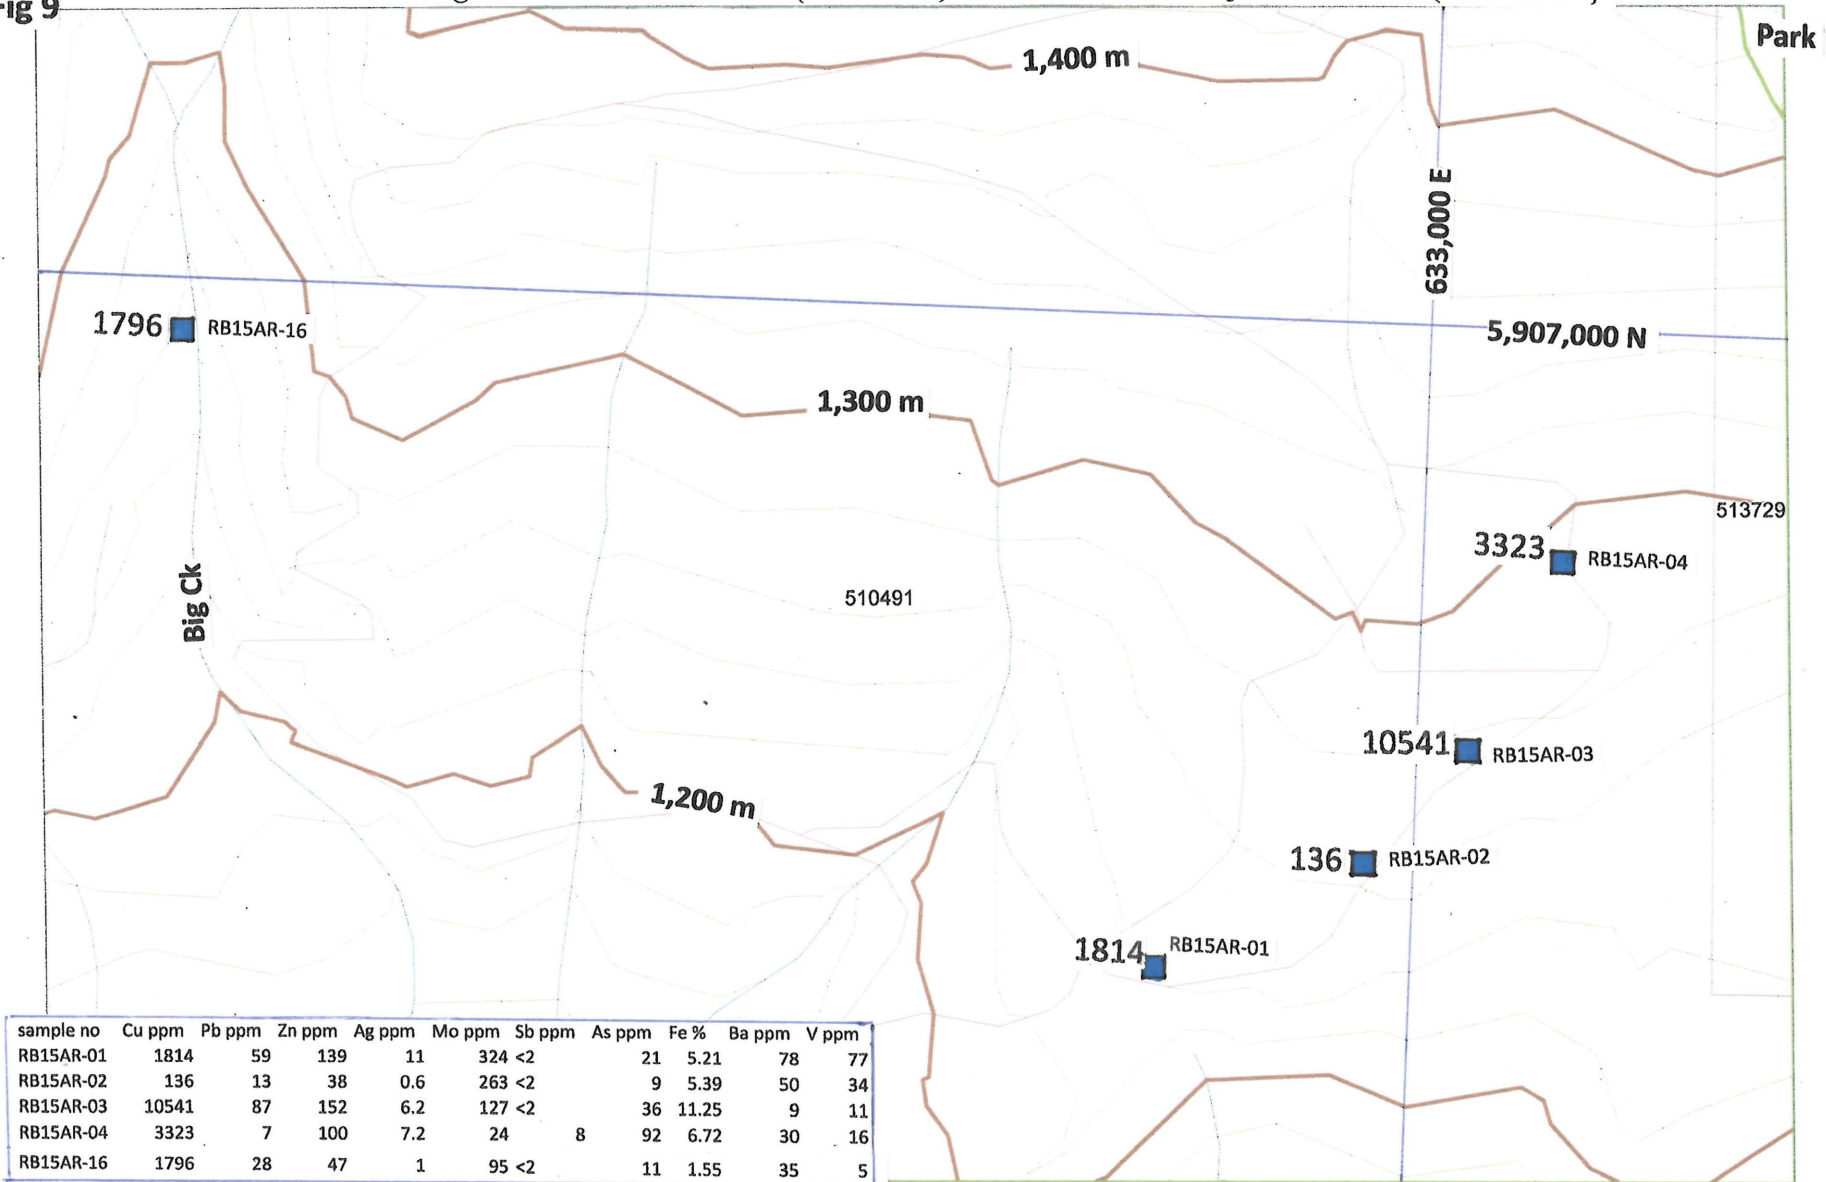 ig 9
Park
1,400 m
633,000 E
5,907,000 N
1796 RB15AR-16
1,300 m
513729
3323 RB15AR-04
Big Ck
510491
10541 RB15AR-03
1,200 m
136 RB15AR-02
1814 RB15AR-01
sample no Cu ppm Pb ppm Zn ppm Ag ppm Mo ppm Sb ppm As ppm Fe % Ba ppm V ppm
RB15AR-01 1814 59 139 11 324 <2 21 5.21 78 77
RB15AR-02 136 13 38 0.6 263 <2 9 5.39 50 34
RB15AR-03 10541 87 152 6.2 127 <2 36 11.25 9 11
RB15AR-04 3323 7 100 7.2 24 8 92 6.72 30 16
RB15AR-16 1796 28 47 1 95 <2 11 1.55 35 5